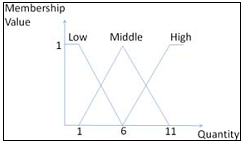 Membership
Value
Low Middle High
1
1 6 11
Quantity